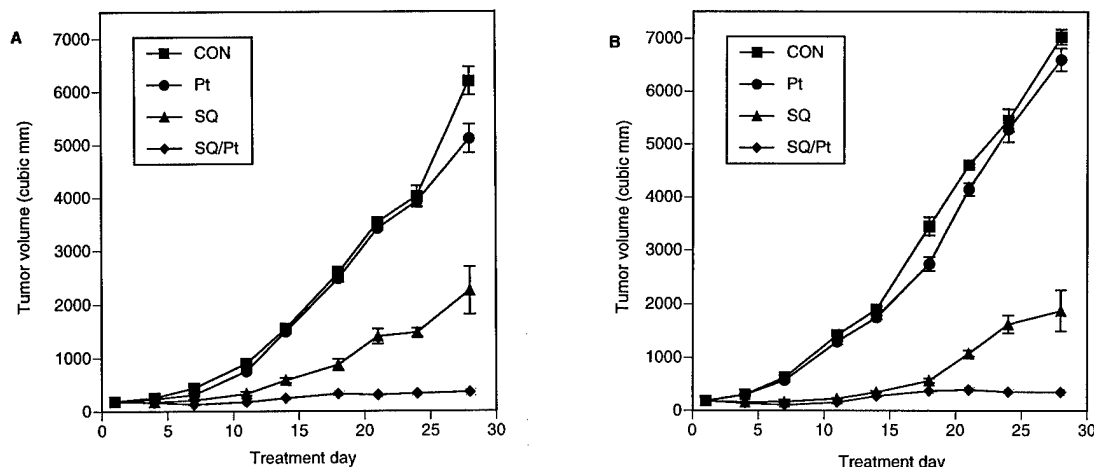 A
7000
6000
5000
4000
3000
2000
1000
0
Tumor volume (cubic mm)
CON
Pt
SQ
SQ/Pt
0 5 10 15 20 25 30
Treatment day
B
7000
6000
5000
4000
3000
2000
1000
0
Tumor volume (cubic mm)
CON
Pt
SQ
SQ/Pt
0 5 10 15 20 25 30
Treatment day